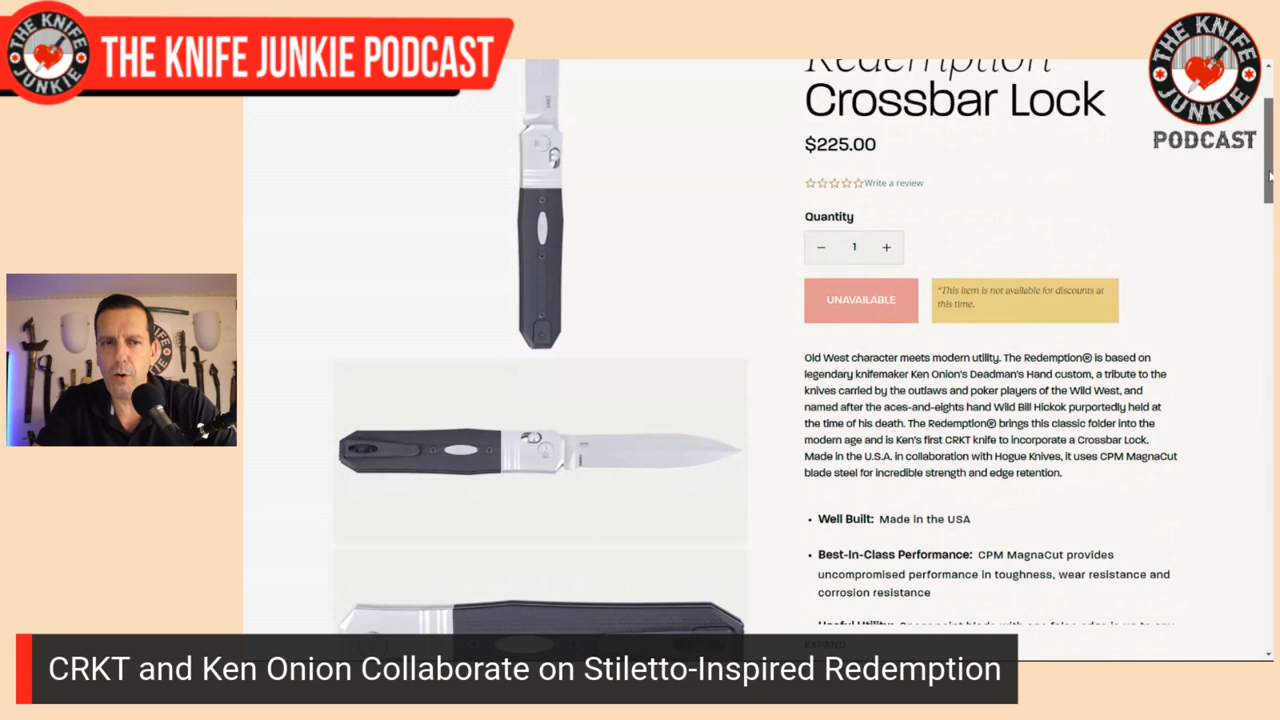 THE KNIFE JUNKIE
THE KNIFE JUNKIE PODCAST
THE KNIFE
JUNKIE
PODCAST
Redemption
Crossbar Lock
$225.00
Write a review
Quantity
− 1 +
UNAVAILABLE
*This item is not available for discounts at
this time.
Old West character meets modern utility. The Redemption® is based on
legendary knifemaker Ken Onion's Deadman's Hand custom, a tribute to the
knives carried by the outlaws and poker players of the Wild West, and
named after the aces-and-eights hand Wild Bill Hickok purportedly held at
the time of his death. The Redemption® brings this classic folder into the
modern age and is Ken's first CRKT knife to incorporate a Crossbar Lock.
Made in the U.S.A. in collaboration with Hogue Knives, it uses CPM MagnaCut
blade steel for incredible strength and edge retention.
• Well Built: Made in the USA
• Best-In-Class Performance: CPM MagnaCut provides
uncompromised performance in toughness, wear resistance and
corrosion resistance
EXPAND
KNIFE
JUNKIE
CRKT and Ken Onion Collaborate on Stiletto-Inspired Redemption